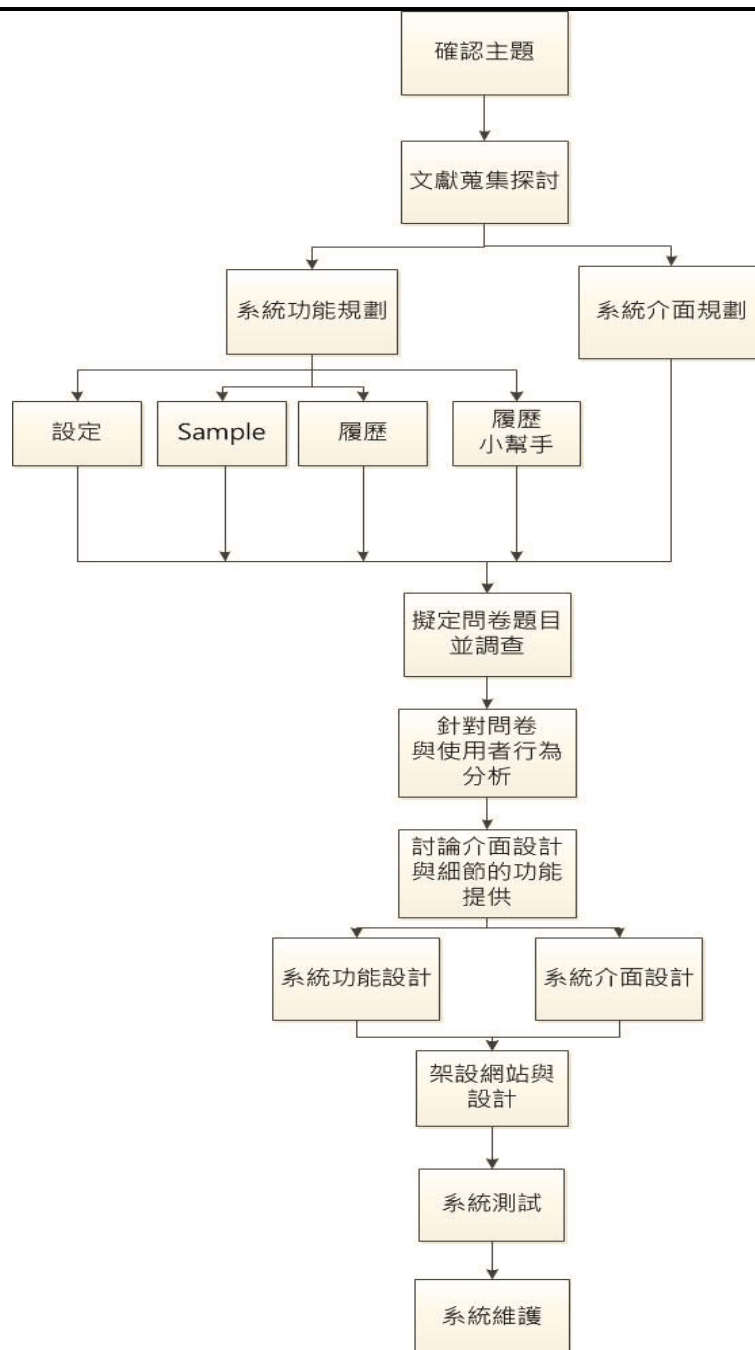 確認主題
文獻蒐集探討
系統功能規劃
系統介面規劃
設定
Sample
履歷
履歷
小幫手
擬定問卷題目
並調查
針對問卷
與使用者行為
分析
討論介面設計
與細節的功能
提供
系統功能設計
系統介面設計
架設網站與
設計
系統測試
系統維護